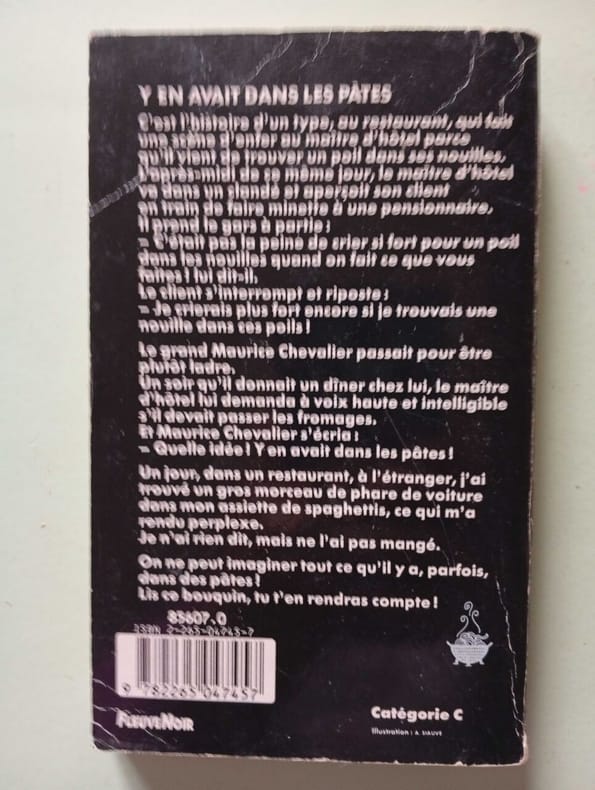 Y EN AVAIT DANS LES PÂTES
C'est l'histoire d'un type, au restaurant, qui fait
une scène d'enfer au maître d'hôtel parce
qu'il vient de trouver un poil dans ses nouilles.
L'après-midi de ce même jour, le maître d'hôtel
va dans un clandé et aperçoit son client
en train de faire minette à une pensionnaire.
Il prend le gars à partie :
– C'était pas la peine de crier si fort pour un poil
dans les nouilles quand on fait ce que vous
faites ! lui dit-il.
Le client s'interrompt et riposte :
– Je crierais plus fort encore si je trouvais une
nouille dans ces poils !
Le grand Maurice Chevalier passait pour être
plutôt ladre.
Un soir qu'il donnait un dîner chez lui, le maître
d'hôtel lui demanda à voix haute et intelligible
s'il devait passer les fromages.
Et Maurice Chevalier s'écria :
– Quelle idée ! Y en avait dans les pâtes !
Un jour, dans un restaurant, à l'étranger, j'ai
trouvé un gros morceau de phare de voiture
dans mon assiette de spaghettis, ce qui m'a
rendu perplexe.
Je n'ai rien dit, mais ne l'ai pas mangé.
On ne peut imaginer tout ce qu'il y a, parfois,
dans des pâtes !
Lis ce bouquin, tu t'en rendras compte !
85607.0
ISBN 2-265-04745-7
9 782265 047457
FLEUVE NOIR
Catégorie C
Illustration : A. SIAUVE